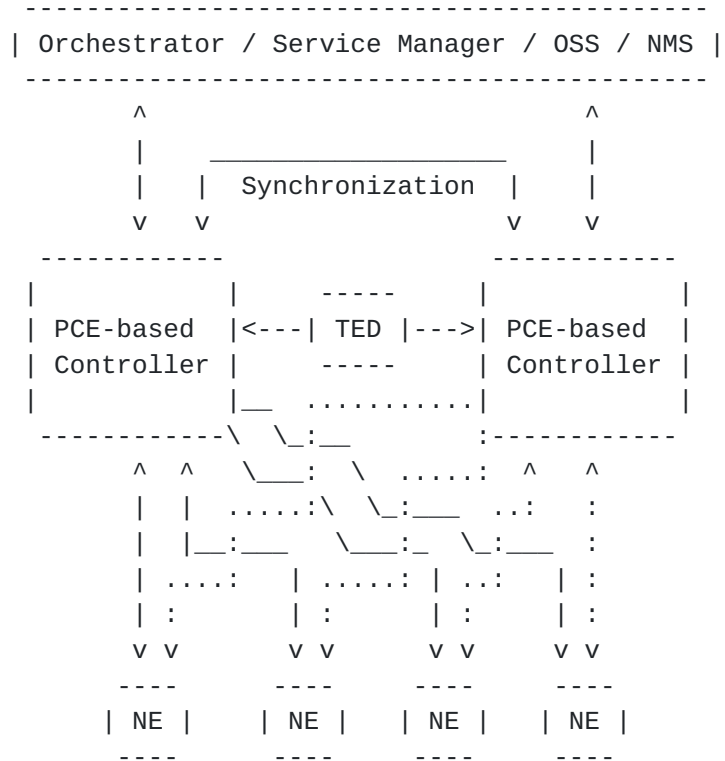 Orchestrator / Service Manager / OSS / NMS
Synchronization
TED
PCE-based PCE-based
Controller Controller
NE NE NE NE